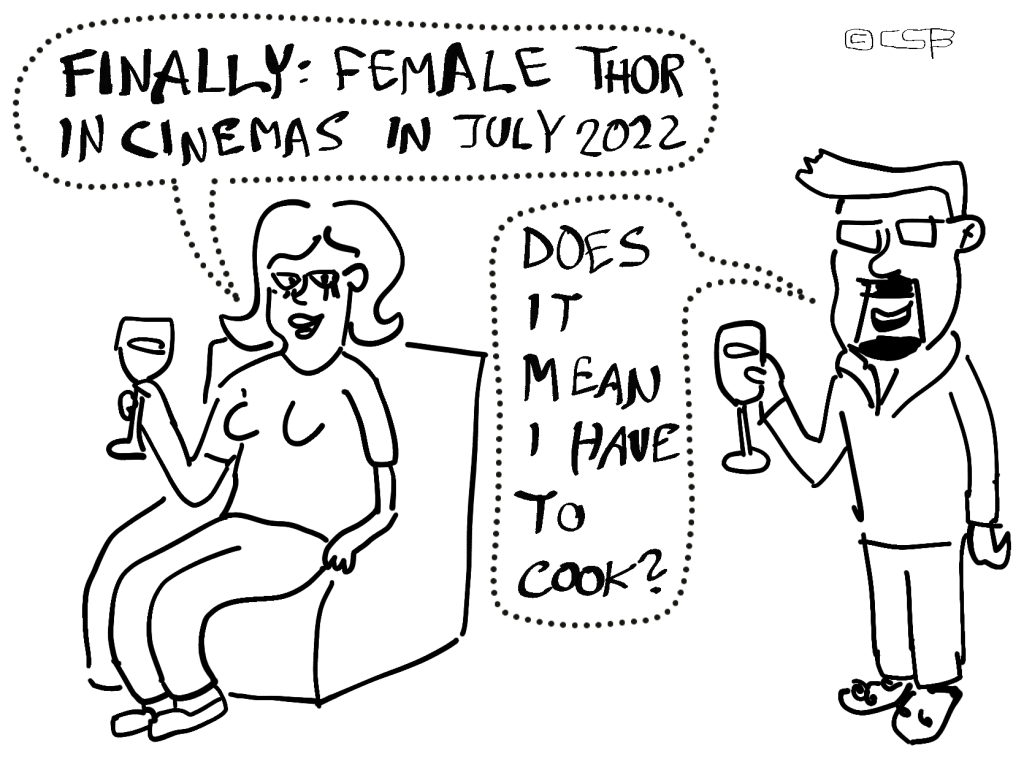 ©CSB
FINALLY: FEMALE THOR
IN CINEMAS IN JULY 2022
DOES
IT
MEAN
I HAVE
TO
COOK?